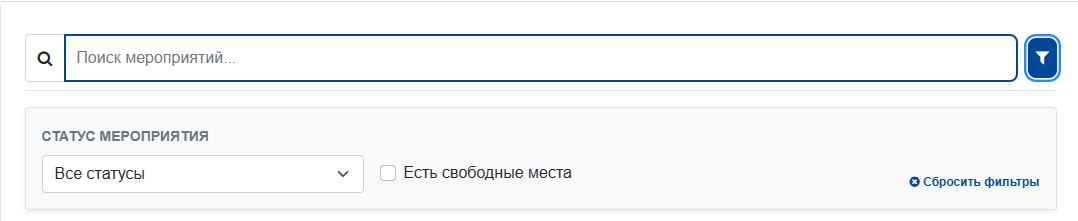 Поиск мероприятий...
СТАТУС МЕРОПРИЯТИЯ
Все статусы
Есть свободные места
Сбросить фильтры